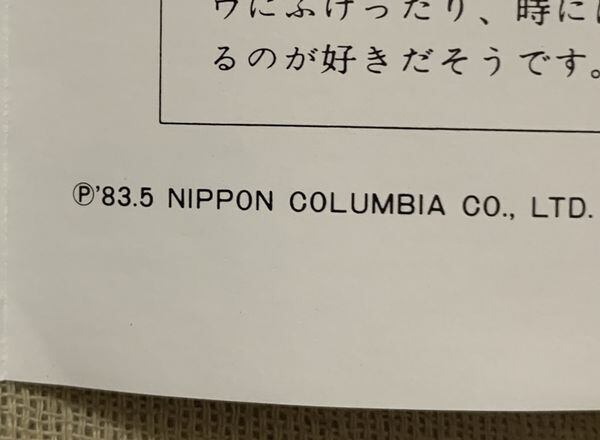 ウにふけったり、時に
るのが好きだそうです。
Ⓟ'83.5 NIPPON COLUMBIA CO., LTD.